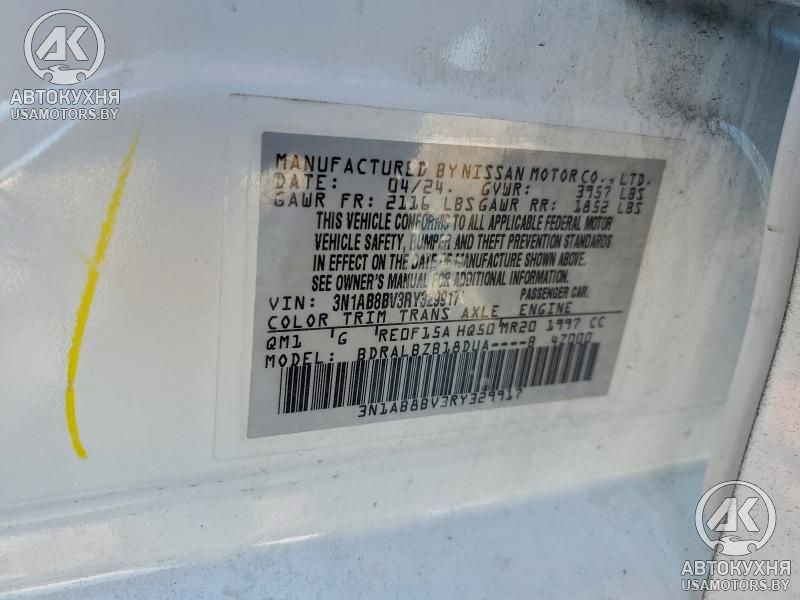 АК
АВТОКУХНЯ
USAMOTORS.BY
MANUFACTURED BY NISSAN MOTOR CO., LTD.
DATE: 04/24. GVWR: 3957 LBS
GAWR FR: 2116 LBS GAWR RR: 1852 LBS
THIS VEHICLE CONFORMS TO ALL APPLICABLE FEDERAL MOTOR
VEHICLE SAFETY, BUMPER AND THEFT PREVENTION STANDARDS
IN EFFECT ON THE DATE OF MANUFACTURE SHOWN ABOVE.
SEE OWNER'S MANUAL FOR ADDITIONAL INFORMATION.
VIN: 3N1AB8BV3RY329917 PASSENGER CAR.
COLOR TRIM TRANS AXLE ENGINE
QM1 G RE0F15A HQ50 MR20 1997 CC
MODEL: BDRALBZB18DUA----B 47000
3N1AB8BV3RY329917
АК
АВТОКУХНЯ
USAMOTORS.BY